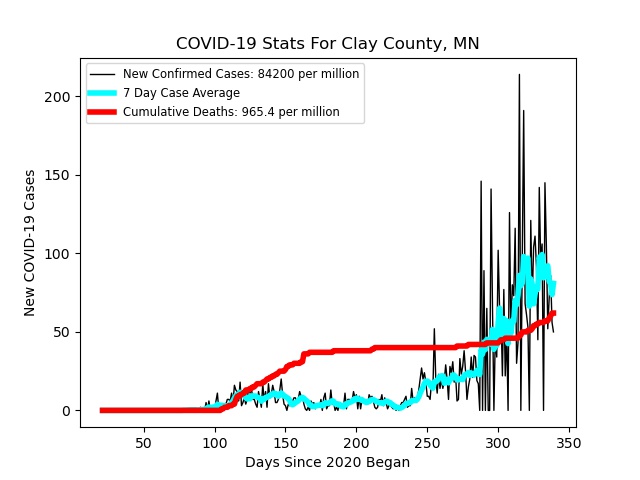 COVID-19 Stats For Clay County, MN
New Confirmed Cases: 84200 per million
7 Day Case Average
Cumulative Deaths: 965.4 per million
New COVID-19 Cases
200
150
100
50
0
50 100 150 200 250 300 350
Days Since 2020 Began